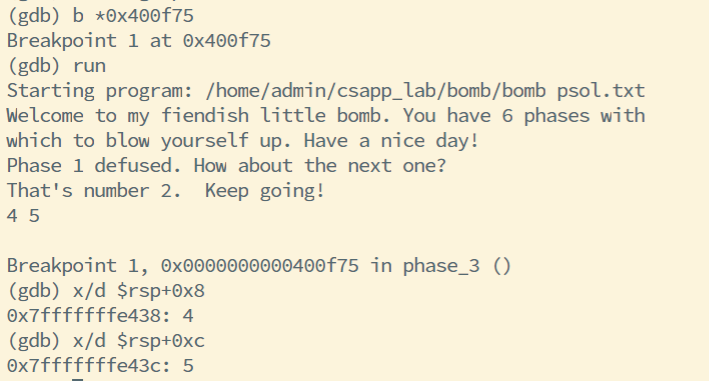 (gdb) b *0x400f75
Breakpoint 1 at 0x400f75
(gdb) run
Starting program: /home/admin/csapp_lab/bomb/bomb psol.txt
Welcome to my fiendish little bomb. You have 6 phases with
which to blow yourself up. Have a nice day!
Phase 1 defused. How about the next one?
That's number 2.  Keep going!
4 5
Breakpoint 1, 0x0000000000400f75 in phase_3 ()
(gdb) x/d $rsp+0x8
0x7fffffffe438: 4
(gdb) x/d $rsp+0xc
0x7fffffffe43c: 5